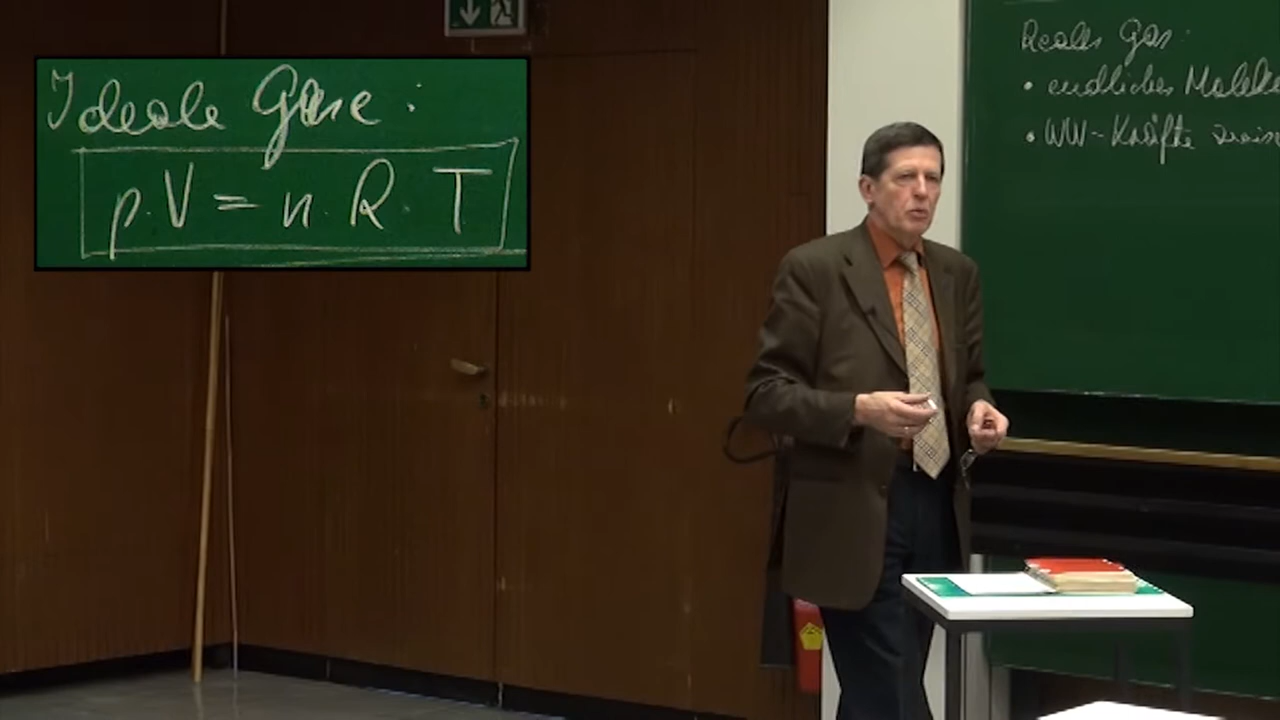 Ideale Gase:
p·V = n·R·T
Reales Gas:
• endliches
• WW-Kräfte